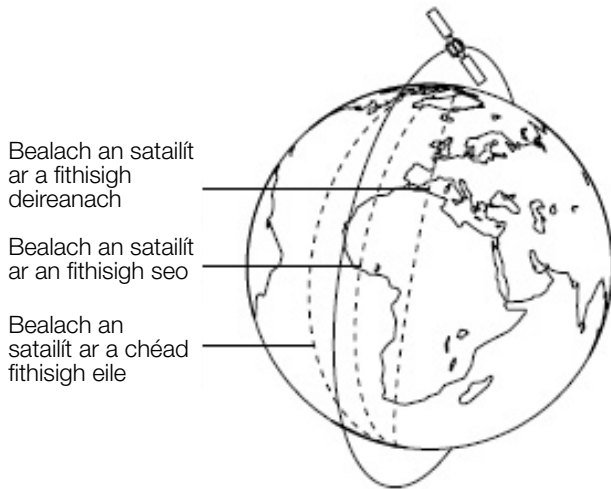 Bealach an satailít
ar a fithisigh
deireanach
Bealach an satailít
ar an fithisigh seo
Bealach an
satailít ar a chéad
fithisigh eile